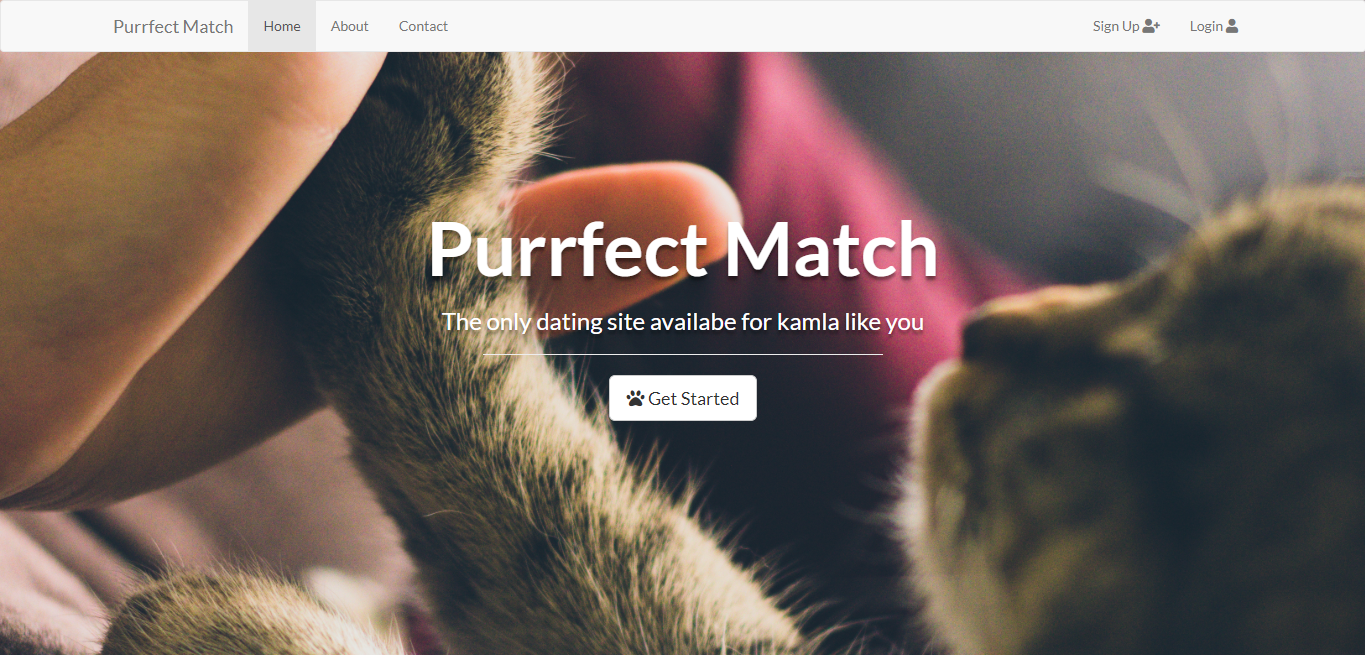 Purrfect Match Home About Contact Sign Up Login
Purrfect Match
The only dating site availabe for kamla like you
Get Started